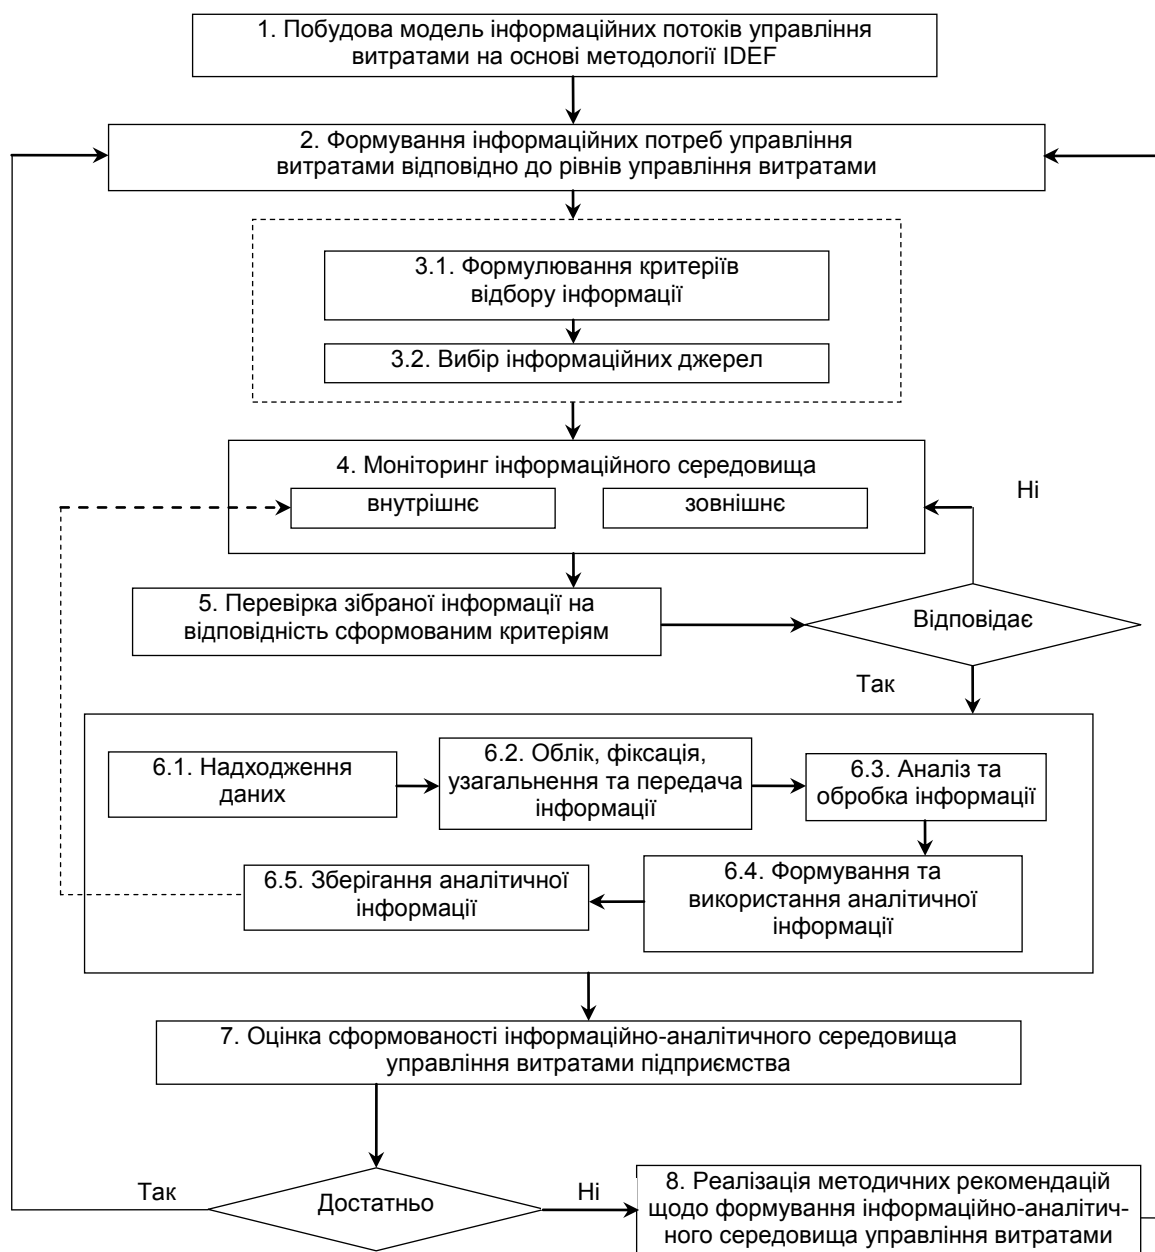 1. Побудова модель інформаційних потоків управління
витратами на основі методології IDEF
2. Формування інформаційних потреб управління
витратами відповідно до рівнів управління витратами
3.1. Формулювання критеріїв
відбору інформації
3.2. Вибір інформаційних джерел
4. Моніторинг інформаційного середовища
внутрішнє
зовнішнє
Ні
5. Перевірка зібраної інформації на
відповідність сформованим критеріям
Відповідає
Так
6.1. Надходження
даних
6.2. Облік, фіксація,
узагальнення та передача
інформації
6.3. Аналіз та
обробка інформації
6.4. Формування та
використання аналітичної
інформації
6.5. Зберігання аналітичної
інформації
7. Оцінка сформованості інформаційно-аналітичного середовища
управління витратами підприємства
Так
Достатньо
Ні
8. Реалізація методичних рекомендацій
щодо формування інформаційно-аналітич-
ного середовища управління витратами